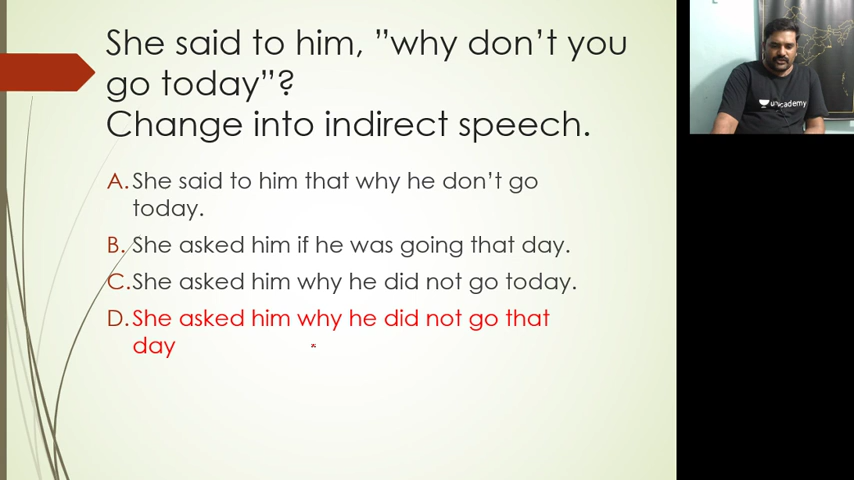 She said to him, ”why don’t you
go today”?
Change into indirect speech.
A. She said to him that why he don’t go
today.
B. She asked him if he was going that day.
C. She asked him why he did not go today.
D. She asked him why he did not go that
day
unacademy